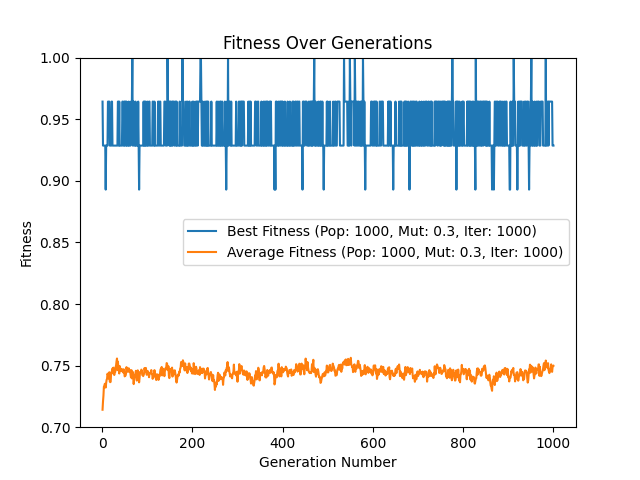 Fitness Over Generations
1.00
0.95
0.90
0.85
0.80
0.75
0.70
Fitness
Best Fitness (Pop: 1000, Mut: 0.3, Iter: 1000)
Average Fitness (Pop: 1000, Mut: 0.3, Iter: 1000)
0 200 400 600 800 1000
Generation Number